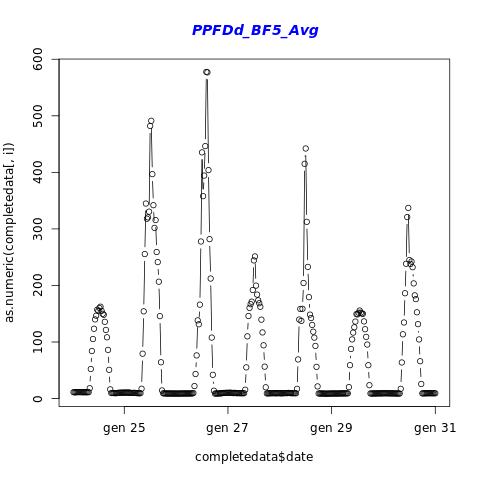 PPFDd_BF5_Avg
as.numeric(completedata[, i])
600
500
400
300
200
100
0
gen 25 gen 27 gen 29 gen 31
completedata$date